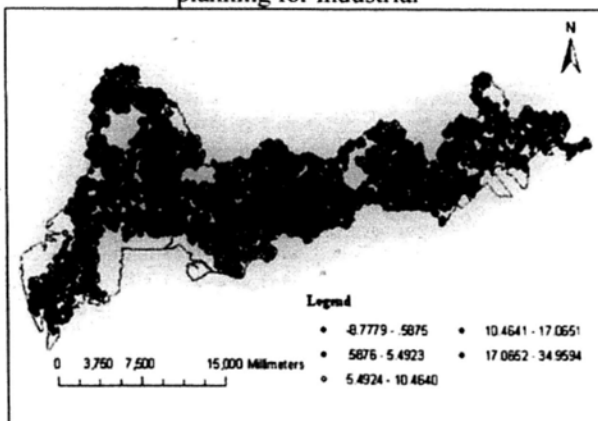 planning for Industrial
N
Legend
-8.7779 - .5875
10.4641 - 17.0651
.5876 - 5.4923
17.0652 - 34.9594
5.4924 - 10.4640
0 3,750 7,500 15,000 Millimeters